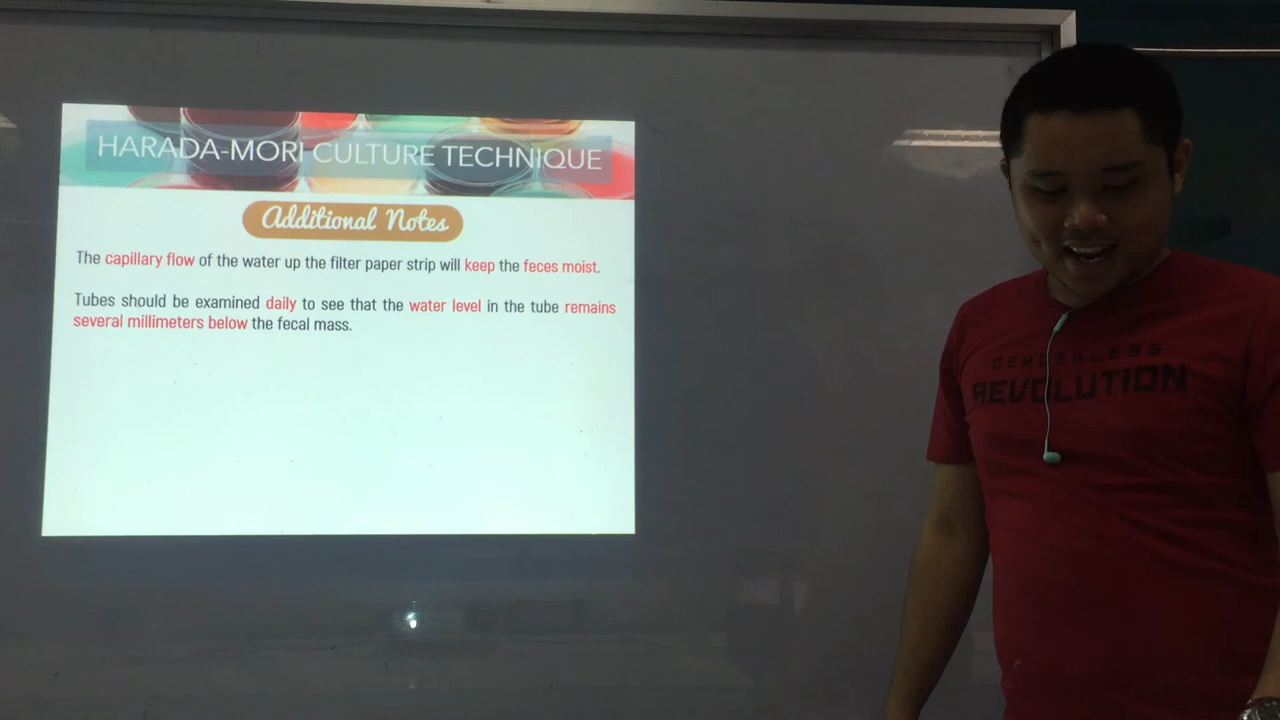 HARADA-MORI CULTURE TECHNIQUE
Additional Notes
The capillary flow of the water up the filter paper strip will keep the feces moist.
Tubes should be examined daily to see that the water level in the tube remains
several millimeters below the fecal mass.
GENDERLESS
REVOLUTION